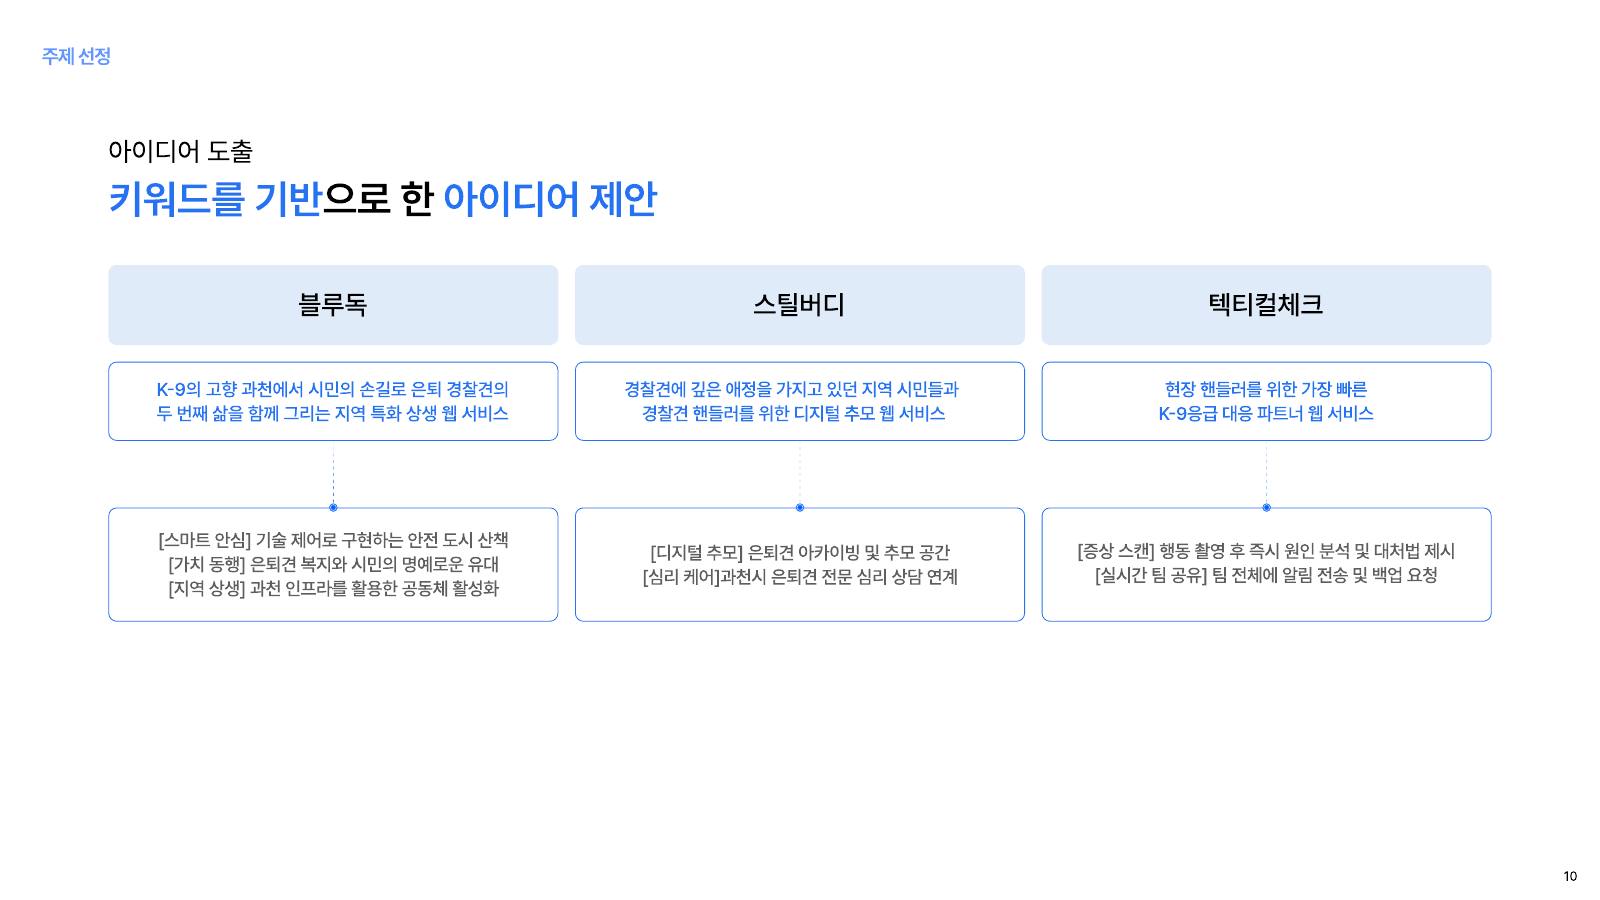 주제 선정
아이디어 도출
키워드를 기반으로 한 아이디어 제안
블루독
K-9의 고향 과천에서 시민의 손길로 은퇴 경찰견의
두 번째 삶을 함께 그리는 지역 특화 상생 웹 서비스
[스마트 안심] 기술 제어로 구현하는 안전 도시 산책
[가치 동행] 은퇴견 복지와 시민의 명예로운 유대
[지역 상생] 과천 인프라를 활용한 공동체 활성화
스틸버디
경찰견에 깊은 애정을 가지고 있던 지역 시민들과
경찰견 핸들러를 위한 디지털 추모 웹 서비스
[디지털 추모] 은퇴견 아카이빙 및 추모 공간
[심리 케어]과천시 은퇴견 전문 심리 상담 연계
텍티컬체크
현장 핸들러를 위한 가장 빠른
K-9응급 대응 파트너 웹 서비스
[증상 스캔] 행동 촬영 후 즉시 원인 분석 및 대처법 제시
[실시간 팀 공유] 팀 전체에 알림 전송 및 백업 요청
10